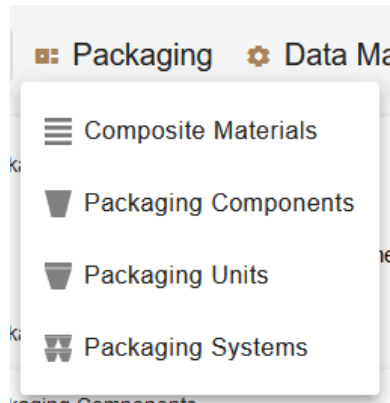 Packaging Data Ma
Composite Materials
Packaging Components
Packaging Units
Packaging Systems